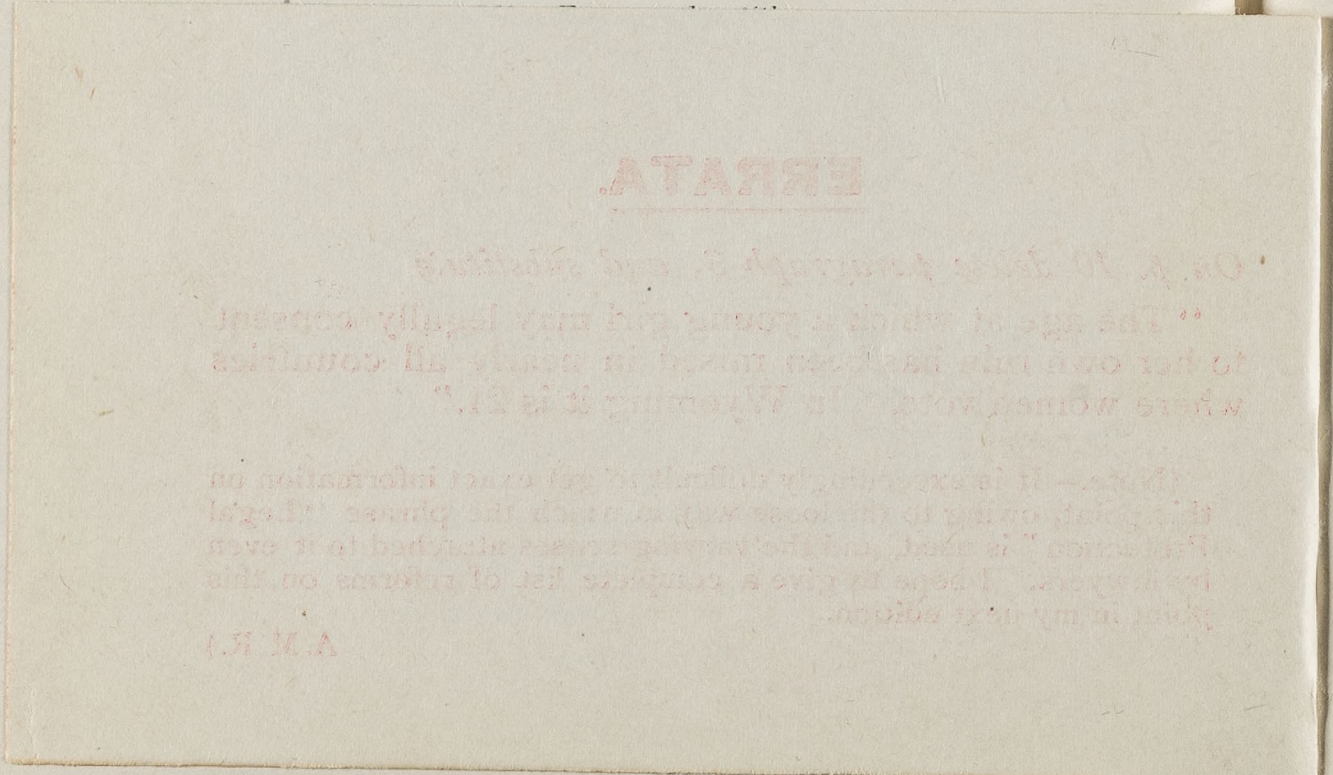 ERRATA.
On p. 10 delete paragraph 5, and substitute
"The age at which a young girl may legally consent
to her own ruin has been raised in nearly all countries
where women vote. In Wyoming it is 21."
(Note.—It is exceedingly difficult to get exact information on
this point, owing to the loose way in which the phrase "Legal
Protection" is used, and the varying senses attached to it even
by lawyers. I hope to give a complete list of reforms on this
point in my next edition.
A. M. R.)